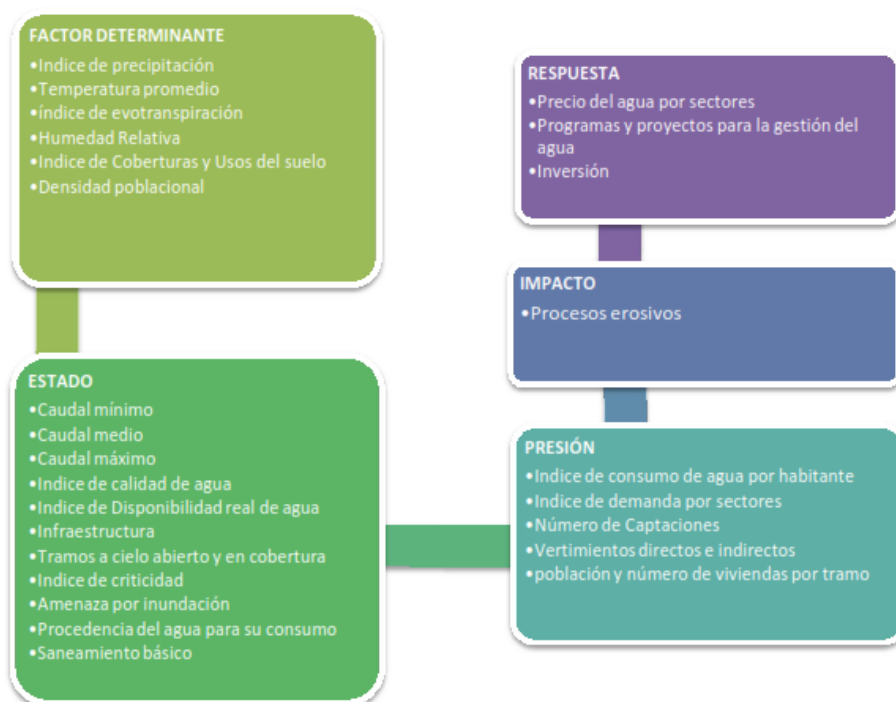 FACTOR DETERMINANTE
•Indice de precipitación
•Temperatura promedio
•índice de evotranspiración
•Humedad Relativa
•Indice de Coberturas y Usos del suelo
•Densidad poblacional
ESTADO
•Caudal mínimo
•Caudal medio
•Caudal máximo
•Indice de calidad de agua
•Indice de Disponibilidad real de agua
•Infraestructura
•Tramos a cielo abierto y en cobertura
•Indice de criticidad
•Amenaza por inundación
•Procedencia del agua para su consumo
•Saneamiento básico
PRESIÓN
•Indice de consumo de agua por habitante
•Indice de demanda por sectores
•Número de Captaciones
•Vertimientos directos e indirectos
•población y número de viviendas por tramo
IMPACTO
•Procesos erosivos
RESPUESTA
•Precio del agua por sectores
•Programas y proyectos para la gestión del
agua
•Inversión